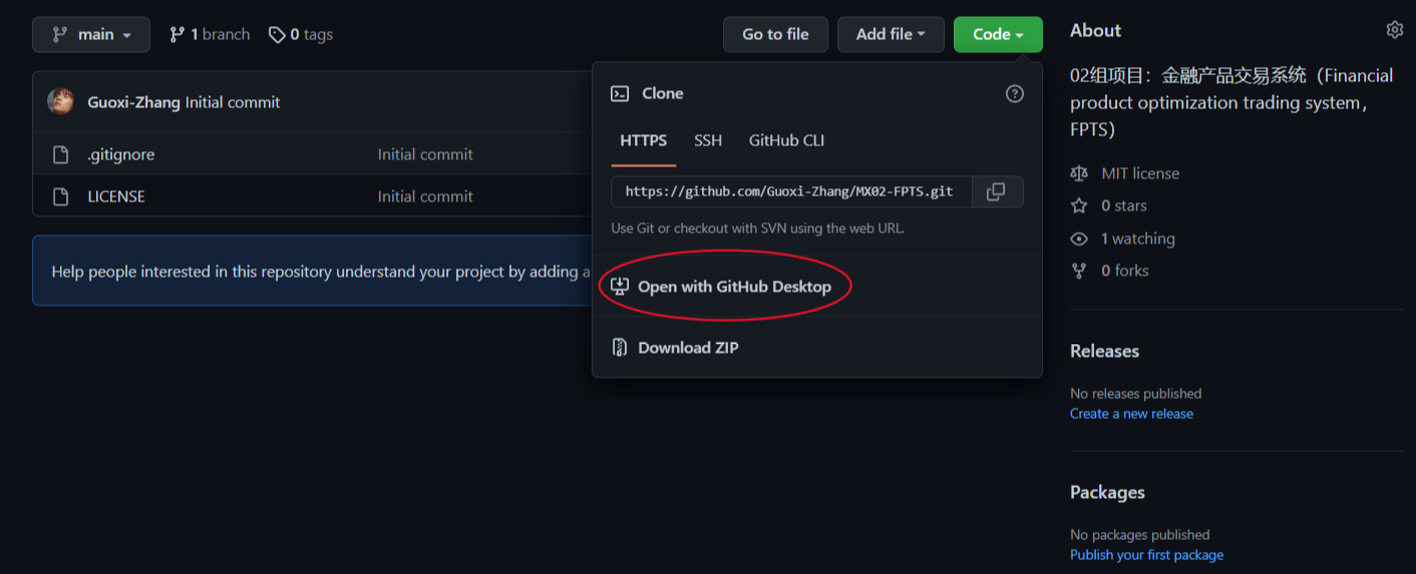 main
1 branch
0 tags
Go to file
Add file
Code
Guoxi-Zhang Initial commit
.gitignore
Initial commit
LICENSE
Initial commit
Help people interested in this repository understand your project by adding a
Clone
HTTPS
SSH
GitHub CLI
https://github.com/Guoxi-Zhang/MX02-FPTS.git
Use Git or checkout with SVN using the web URL.
Open with GitHub Desktop
Download ZIP
About
02组项目：金融产品交易系统（Financial
product optimization trading system，
FPTS）
MIT license
0 stars
1 watching
0 forks
Releases
No releases published
Create a new release
Packages
No packages published
Publish your first package